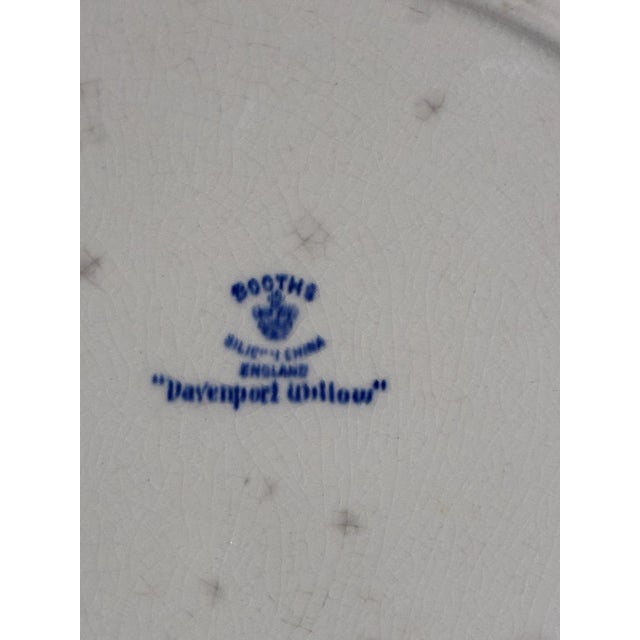 BOOTHS
SILICON CHINA
ENGLAND
"Davenport Willow"